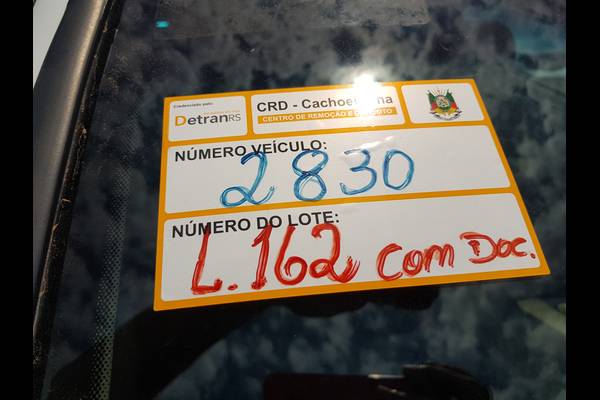 Credenciado pelo:
DetranRS
CRD - Cachoeirinha
CENTRO DE REMOÇÃO E DEPÓSITO
NÚMERO VEÍCULO:
2830
NÚMERO DO LOTE:
L.162 com Doc.